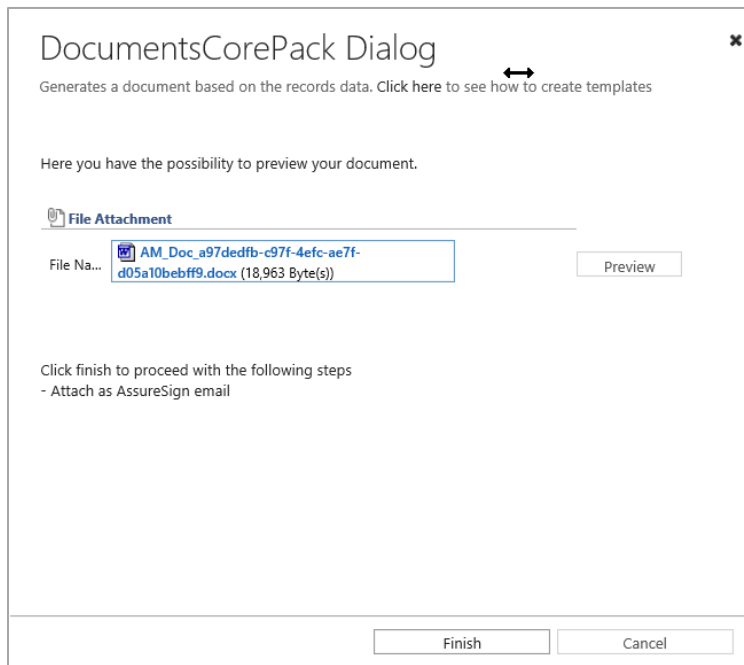 DocumentsCorePack Dialog
Generates a document based on the records data. Click here to see how to create templates
Here you have the possibility to preview your document.
File Attachment
File Na... AM_Doc_a97dedfb-c97f-4efc-ae7f-
d05a10bebff9.docx (18,963 Byte(s))
Preview
Click finish to proceed with the following steps
- Attach as AssureSign email
Finish Cancel